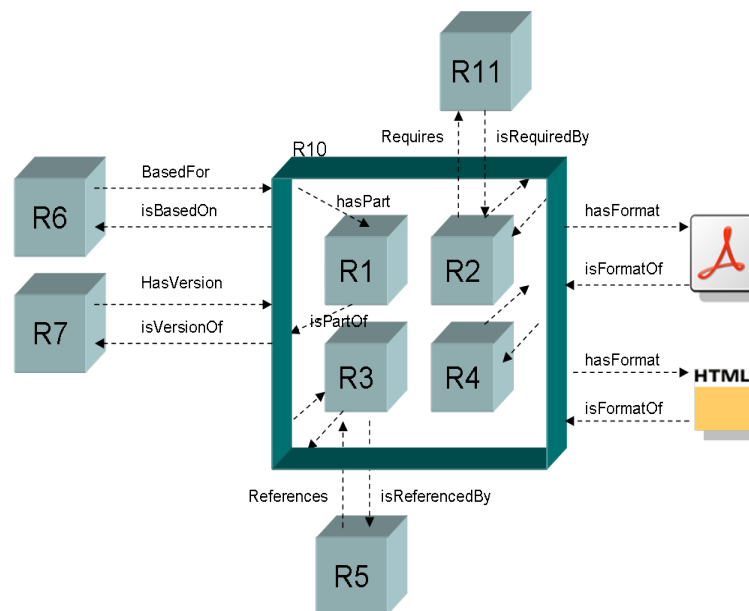 R11
Requires
isRequiredBy
R10
BasedFor
hasPart
R6
isBasedOn
hasFormat
R1
R2
isFormatOf
HasVersion
isPartOf
R7
isVersionOf
hasFormat
R3
R4
HTML
isFormatOf
References
isReferencedBy
R5